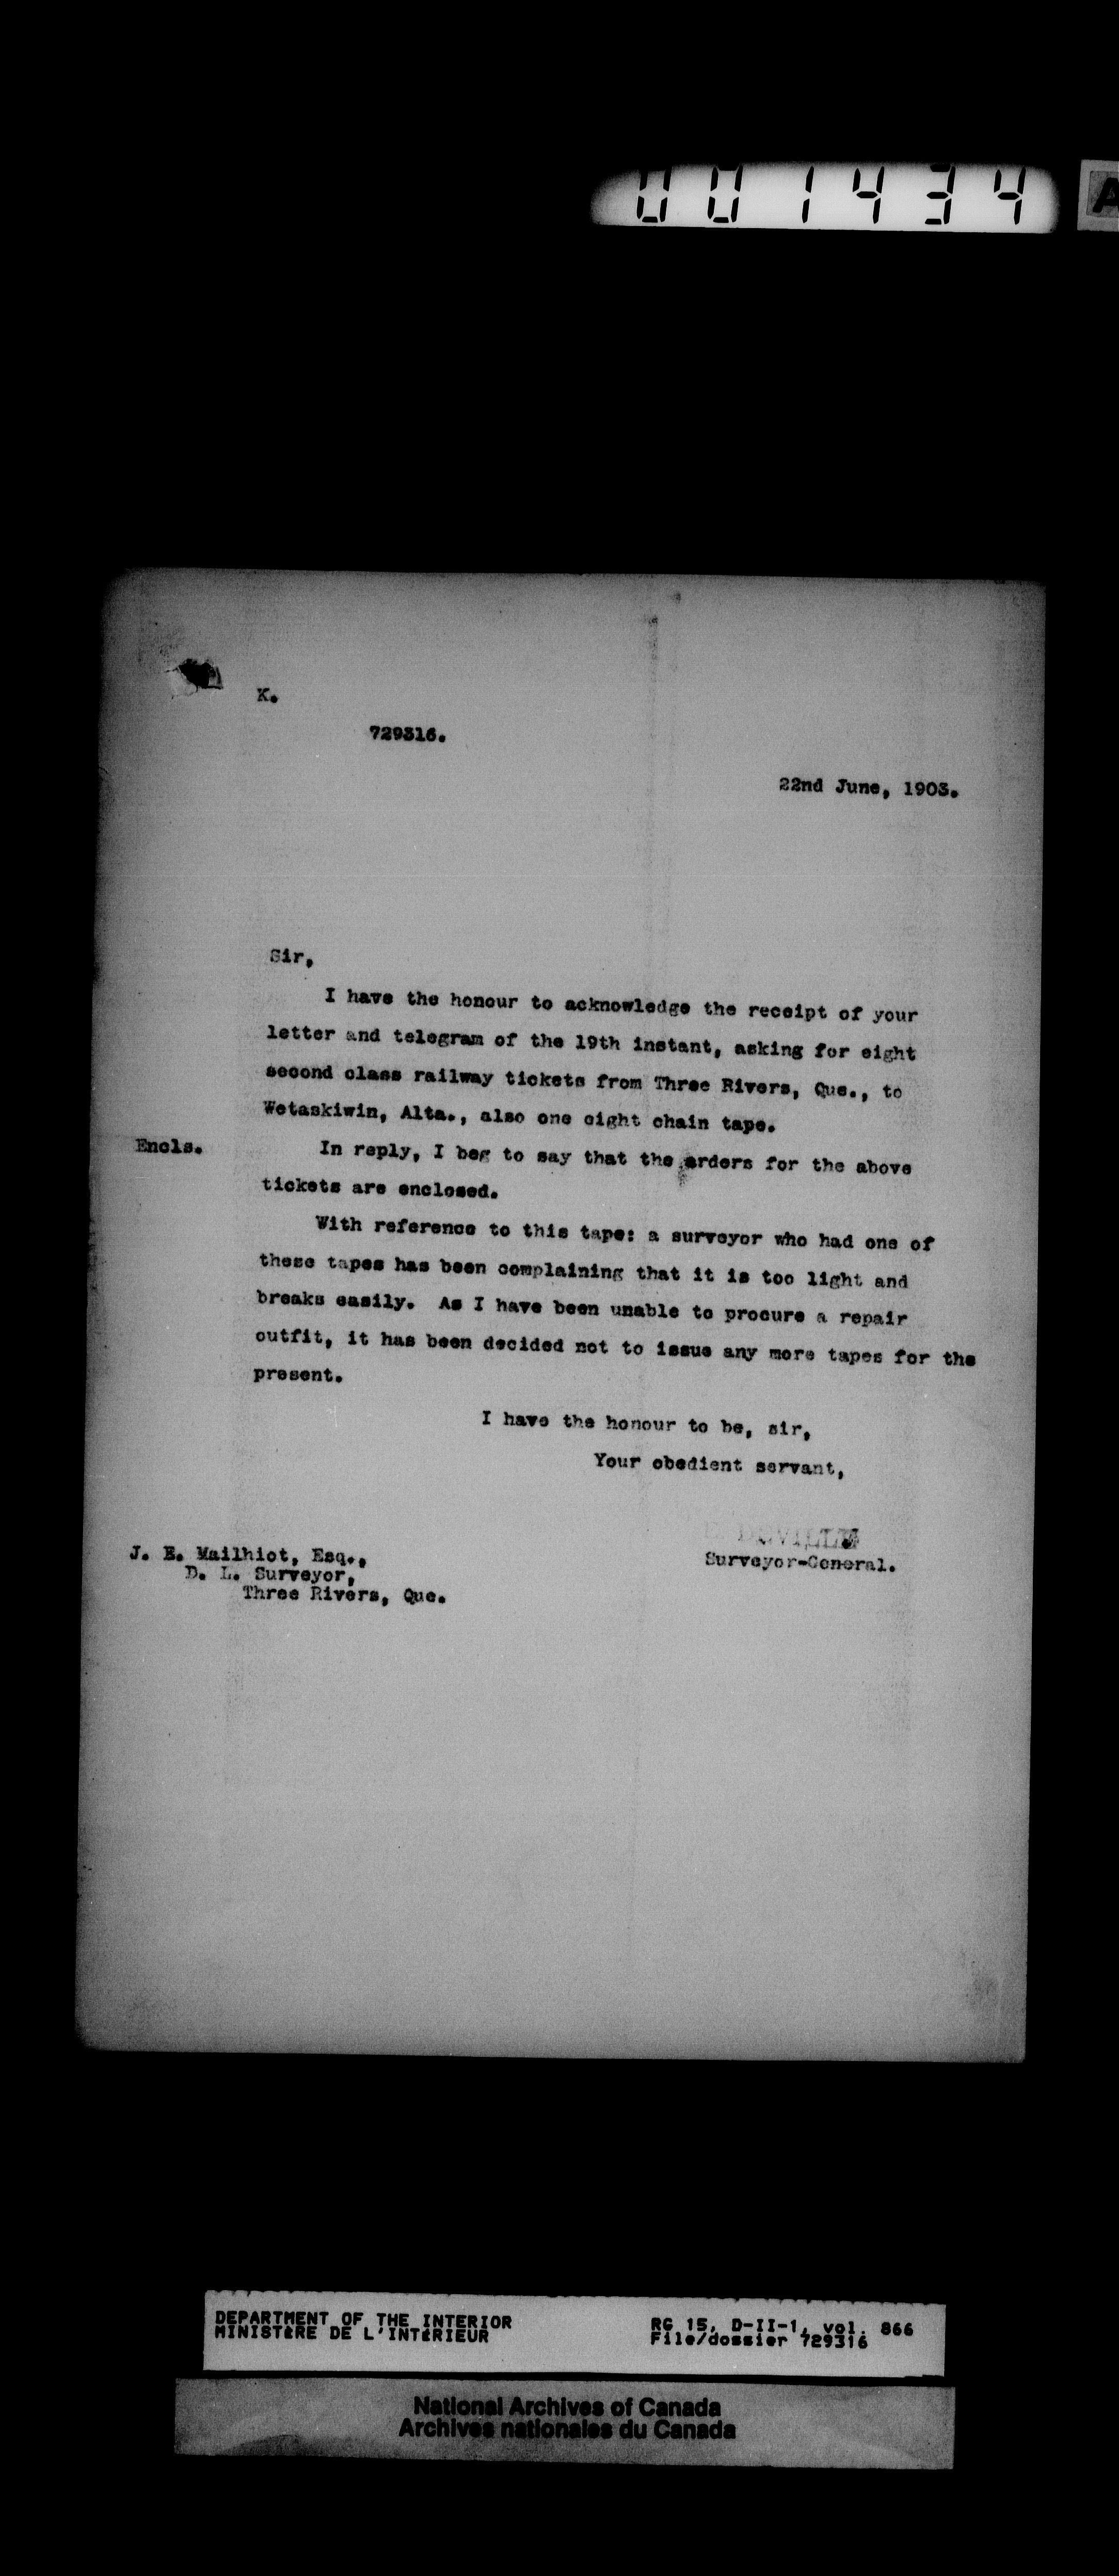 001434
A
K.
729316.
22nd June, 1903.
Sir,
I have the honour to acknowledge the receipt of your
letter and telegram of the 19th instant, asking for eight
second class railway tickets from Three Rivers, Que., to
Wetaskiwin, Alta., also one eight chain tape.
Encls.
In reply, I beg to say that the orders for the above
tickets are enclosed.
With reference to this tape: a surveyor who had one of
these tapes has been complaining that it is too light and
breaks easily. As I have been unable to procure a repair
outfit, it has been decided not to issue any more tapes for the
present.
I have the honour to be, sir,
Your obedient servant,
E. DEVILLE
Surveyor-General.
J. E. Mailhiot, Esq.,
D. L. Surveyor,
Three Rivers, Que.
DEPARTMENT OF THE INTERIOR
MINISTÈRE DE L'INTÉRIEUR
RG 15, D-II-1, vol. 866
File/dossier 729316
National Archives of Canada
Archives nationales du Canada